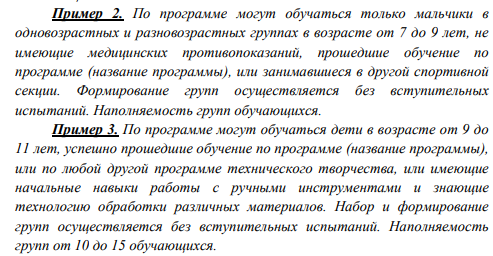 Пример 2. По программе могут обучаться только мальчики в
одновозрастных и разновозрастных группах в возрасте от 7 до 9 лет, не
имеющие медицинских противопоказаний, прошедшие обучение по
программе (название программы), или занимавшиеся в другой спортивной
секции. Формирование групп осуществляется без вступительных
испытаний. Наполняемость групп обучающихся.
Пример 3. По программе могут обучаться дети в возрасте от 9 до
11 лет, успешно прошедшие обучение по программе (название программы),
или по любой другой программе технического творчества, или имеющие
начальные навыки работы с ручными инструментами и знающие
технологию обработки различных материалов. Набор и формирование
групп осуществляется без вступительных испытаний. Наполняемость
групп от 10 до 15 обучающихся.